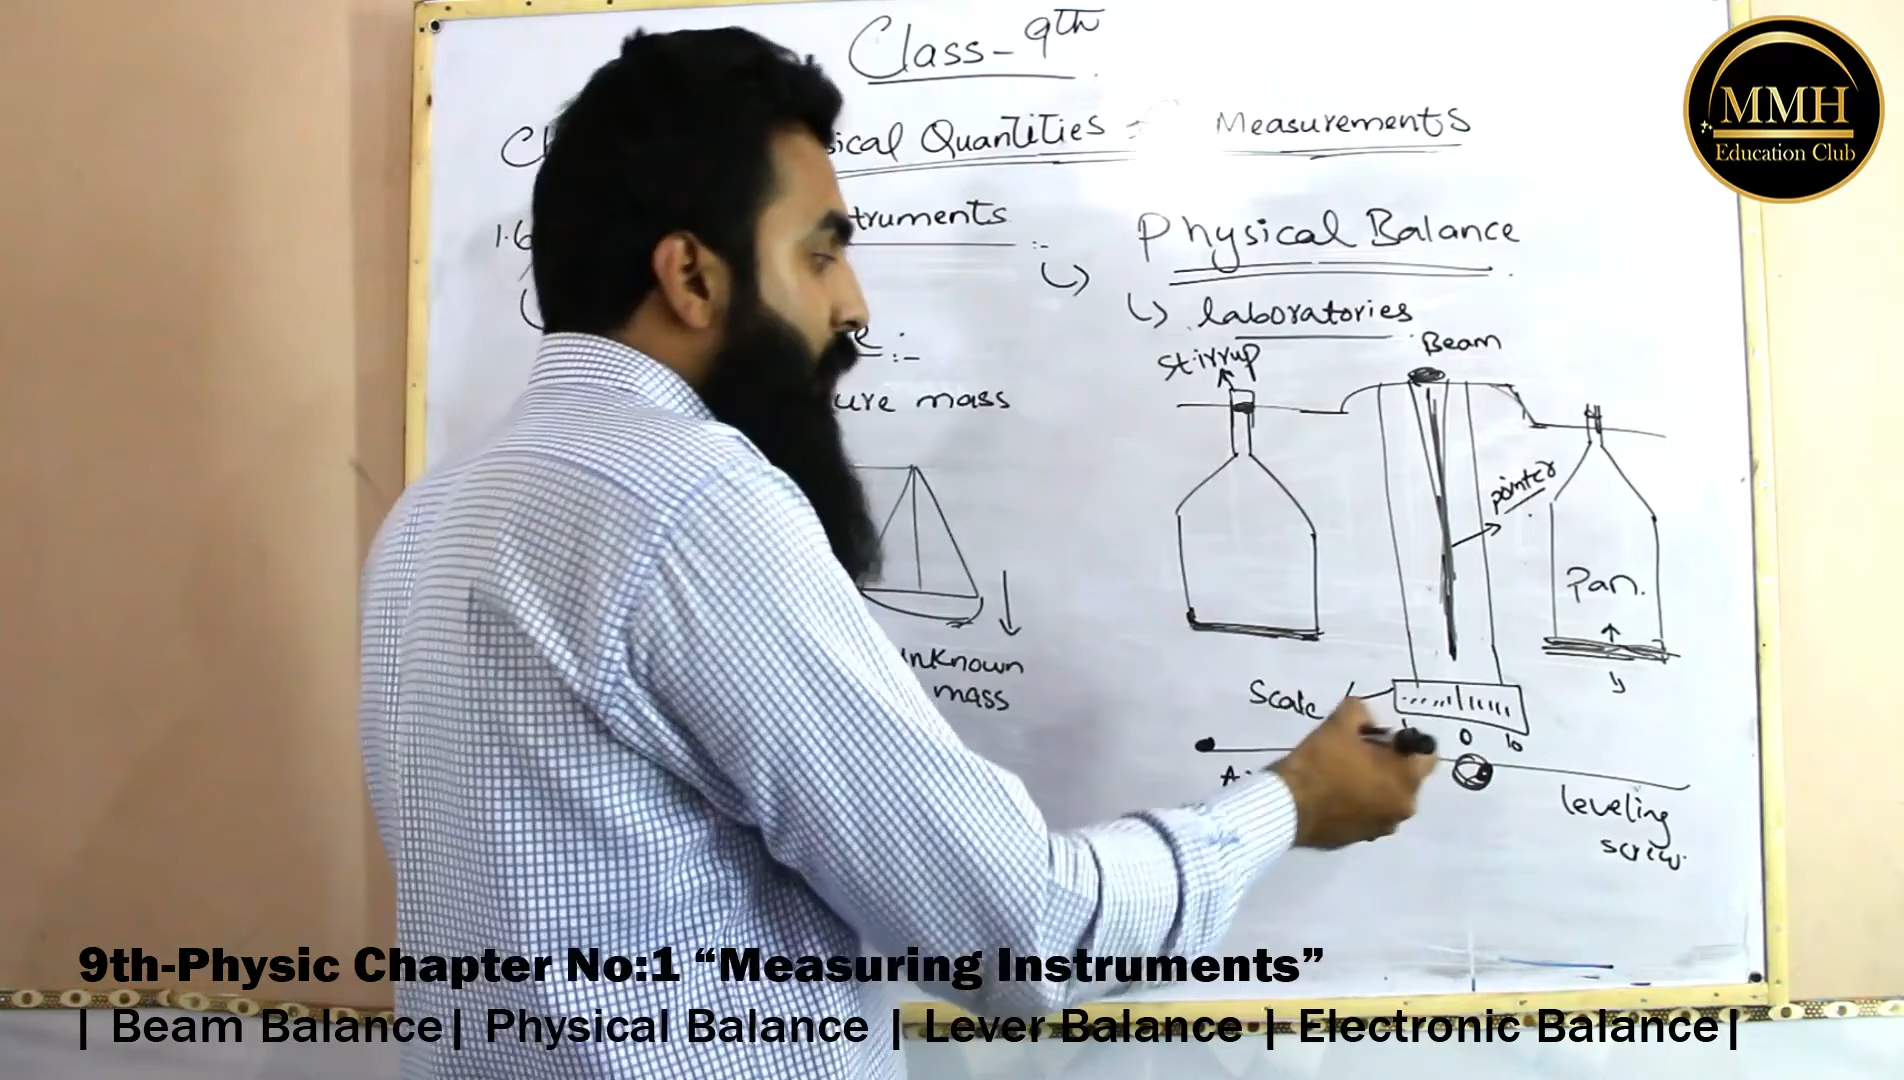 Class - 9th
sical Quantities
Measurements
1.6
truments :-
ure mass
unKnown
mass
Physical Balance
laboratories
Stirrup
Beam
pointer
Pan.
Scale
0 10
A.
leveling
screw.
MMH
Education Club
9th-Physic Chapter No:1 “Measuring Instruments”
| Beam Balance| Physical Balance | Lever Balance | Electronic Balance|